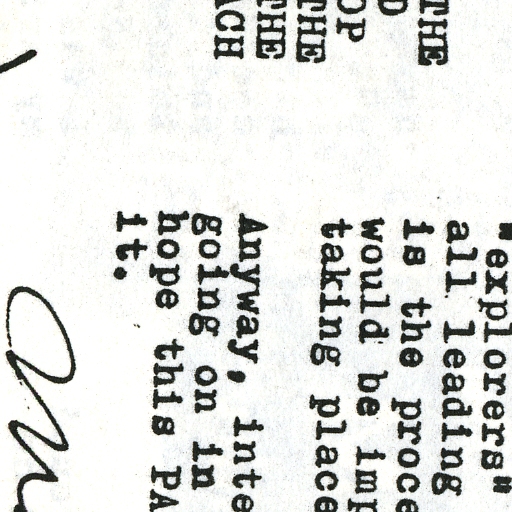 THE
D
OP
THE
THE
ACH
"explorers"
all leading
is the proce
would be imp
taking place
Anyway, inte
going on in
hope this PA
it.